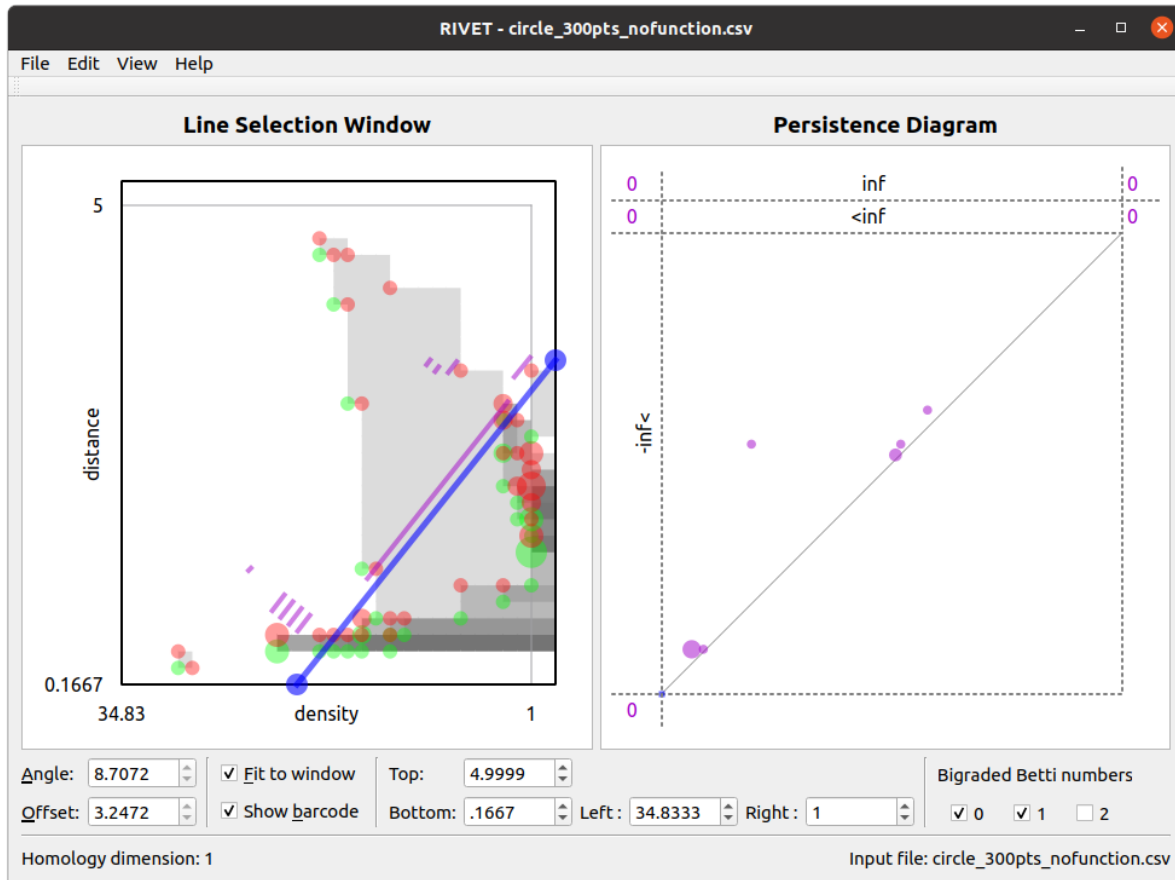 RIVET - circle_300pts_nofunction.csv
File Edit View Help
Line Selection Window
Persistence Diagram
5
distance
0.1667
34.83
density
1
0 inf 0
0 <inf 0
-inf<
0
Angle: 8.7072
Fit to window
Top: 4.9999
Bigraded Betti numbers
Offset: 3.2472
Show barcode
Bottom: .1667 Left : 34.8333 Right : 1
0 1 2
Homology dimension: 1
Input file: circle_300pts_nofunction.csv